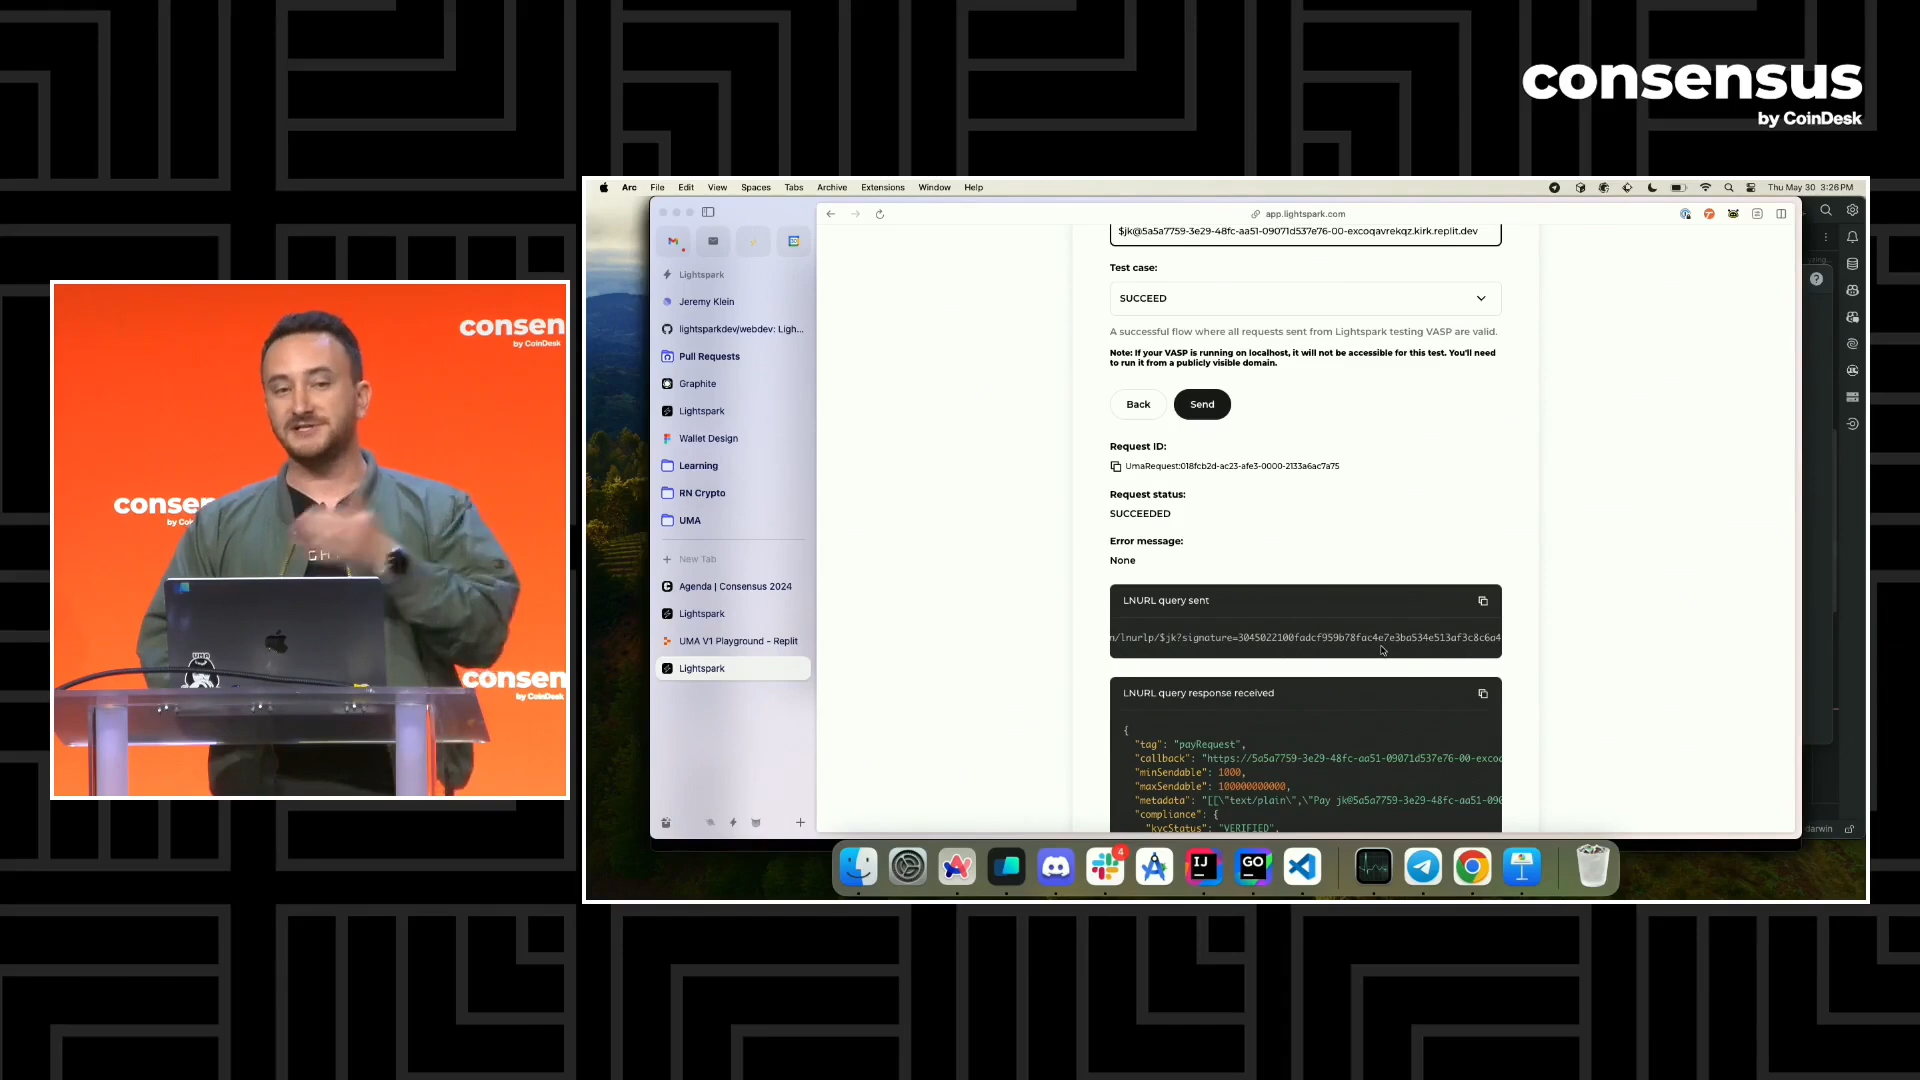 consensus
by CoinDesk
Arc File Edit View Spaces Tabs Archive Extensions Window Help
Thu May 30 3:26 PM
app.lightspark.com
Lightspark
Jeremy Klein
lightsparkdev/webdev: Ligh...
Pull Requests
Graphite
Lightspark
Wallet Design
Learning
RN Crypto
UMA
New Tab
Agenda | Consensus 2024
Lightspark
UMA V1 Playground - Replit
Lightspark
$jk@5a5a7759-3e29-48fc-aa51-09071d537e76-00-excoqavrekqz.kirk.replit.dev
Test case:
SUCCEED
A successful flow where all requests sent from Lightspark testing VASP are valid.
Note: If your VASP is running on localhost, it will not be accessible for this test. You'll need
to run it from a publicly visible domain.
Back Send
Request ID:
UmaRequest:018fcb2d-ac23-afe3-0000-2133a6ac7a75
Request status:
SUCCEEDED
Error message:
None
LNURL query sent
n/lnurlp/$jk?signature=3045022100fadcf959b78fac4e7e3ba534e513af3c8c6a4
LNURL query response received
{
"tag": "payRequest",
"callback": "https://5a5a7759-3e29-48fc-aa51-09071d537e76-00-excoq
"minSendable": 1000,
"maxSendable": 100000000000,
"metadata": "[[\"text/plain\",\"Pay jk@5a5a7759-3e29-48fc-aa51-090
"compliance": {
"kycStatus": "VERIFIED",
darwin
4
IJ
GO
consen
by CoinDesk
consen
by Coin
consen
by CoinDesk